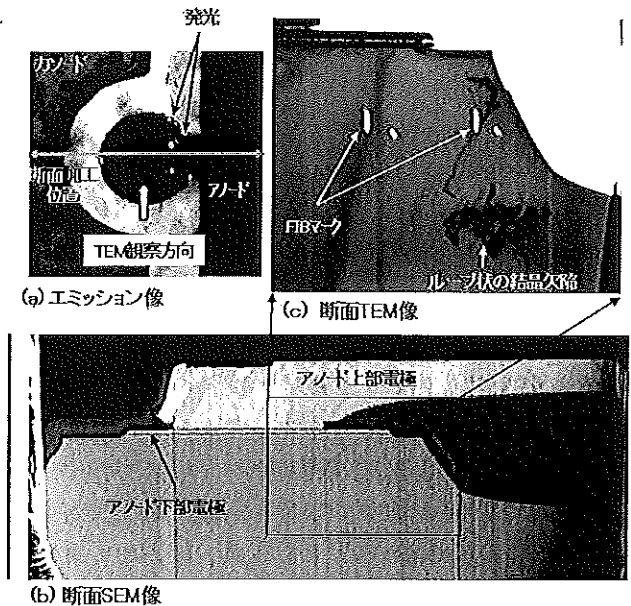 発光
カソード
断面加工
位置
アノード
TEM観察方向
(a) エミッション像
FIBマーク
ループ状の結晶欠陥
(c) 断面TEM像
アノード上部電極
アノード下部電極
(b) 断面SEM像